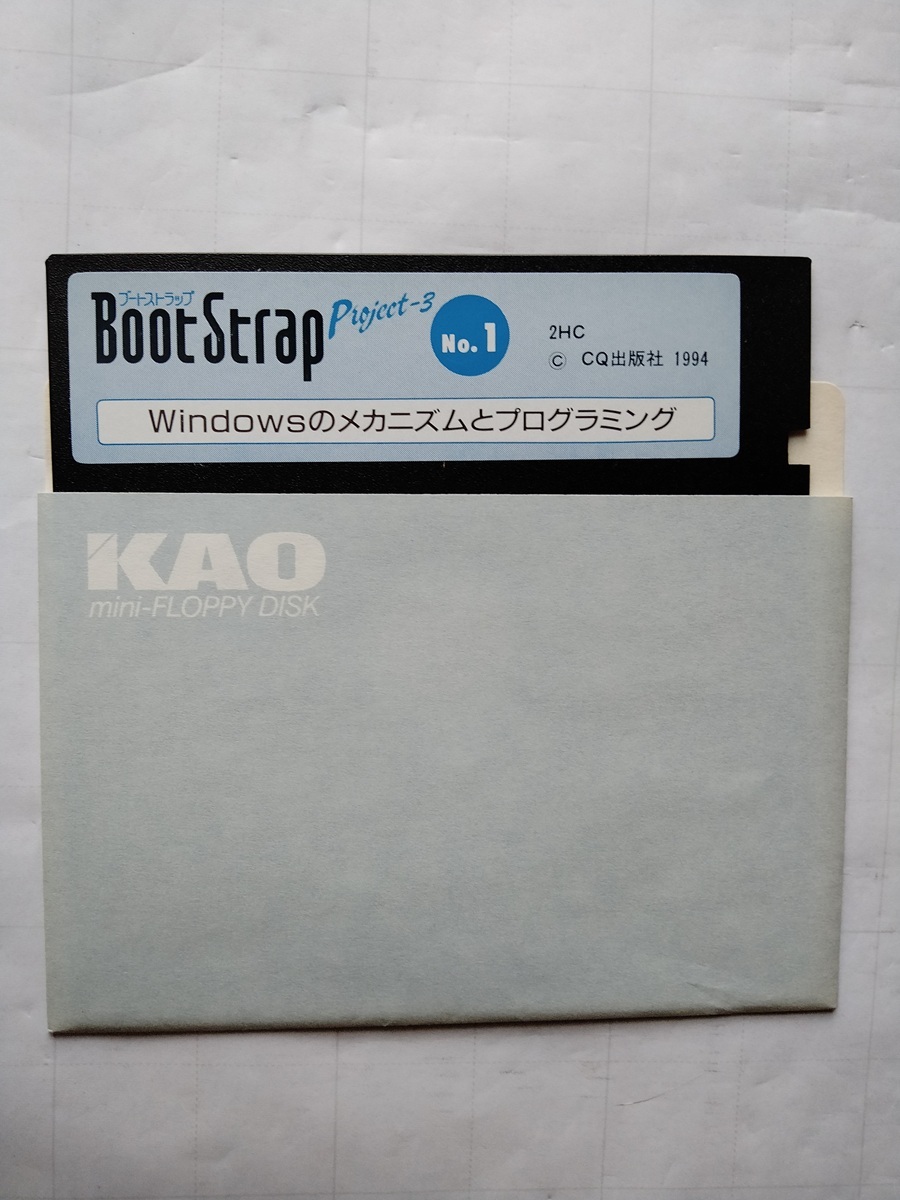 ブートストラップ
BootStrap Project-3
No.1
2HC
© CQ出版社 1994
Windowsのメカニズムとプログラミング
KAO
mini-FLOPPY DISK